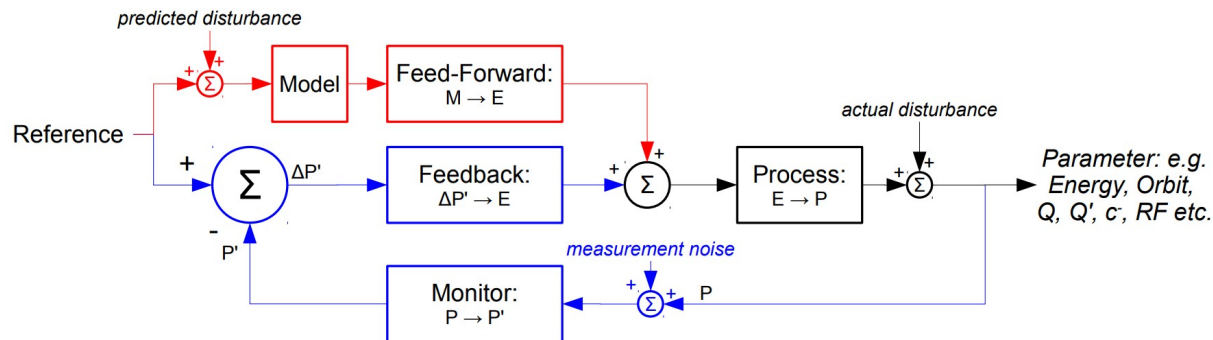 predicted disturbance
+
+
Σ
Model
Feed-Forward:
M → E
actual disturbance
Reference
+
Σ
ΔP'
Feedback:
ΔP' → E
+
+
Σ
Process:
E → P
+
+
Σ
Parameter: e.g.
Energy, Orbit,
Q, Q', c-, RF etc.
-
P'
measurement noise
Monitor:
P → P'
+
+
Σ
P